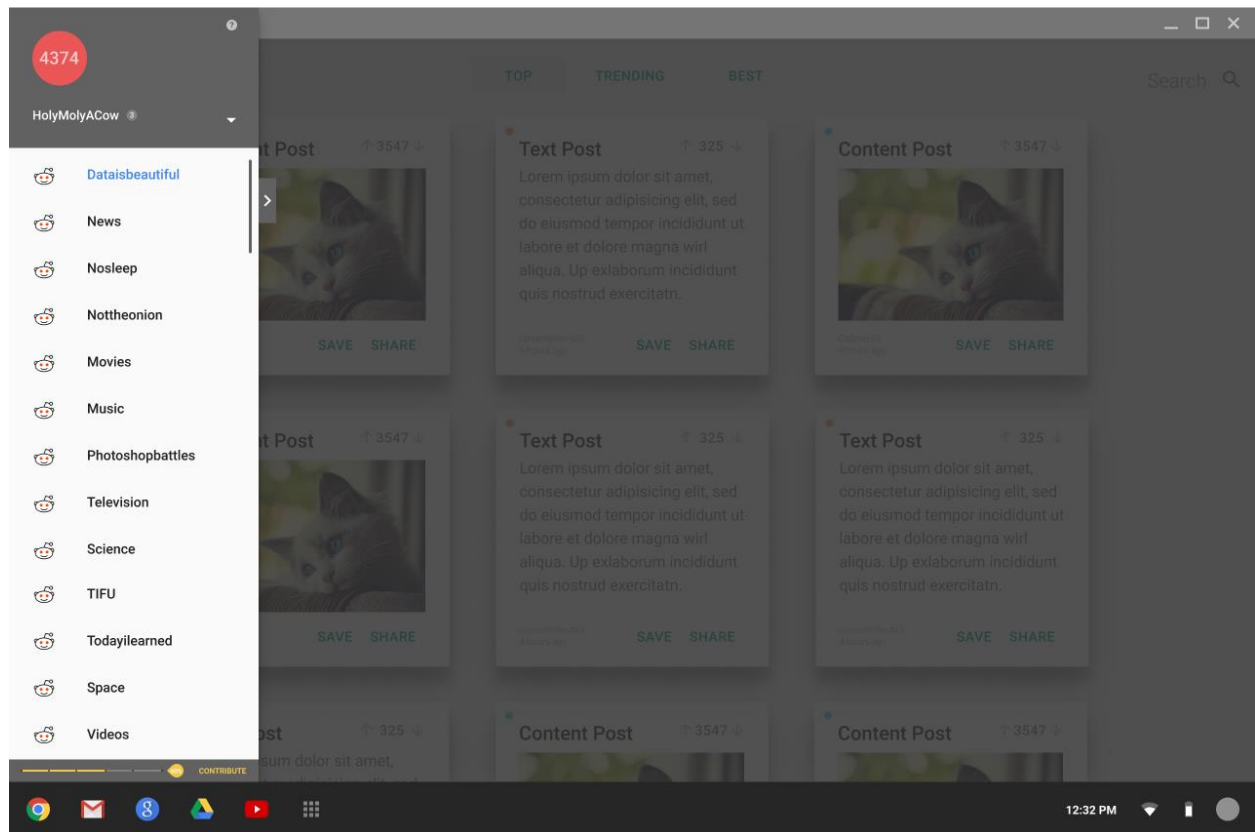 4374
HolyMolyACow 3
Dataisbeautiful
News
Nosleep
Nottheonion
Movies
Music
Photoshopbattles
Television
Science
TIFU
Todayilearned
Space
Videos
CONTRIBUTE
TOP TRENDING BEST
Search
nt Post 3547
SAVE SHARE
Text Post 325
Lorem ipsum dolor sit amet,
consectetur adipisicing elit, sed
do eiusmod tempor incididunt ut
labore et dolore magna wirl
aliqua. Up exlaborum incididunt
quis nostrud exercitatn.
SAVE SHARE
Content Post 3547
SAVE SHARE
nt Post 3547
SAVE SHARE
Text Post 325
Lorem ipsum dolor sit amet,
consectetur adipisicing elit, sed
do eiusmod tempor incididunt ut
labore et dolore magna wirl
aliqua. Up exlaborum incididunt
quis nostrud exercitatn.
SAVE SHARE
Text Post 325
Lorem ipsum dolor sit amet,
consectetur adipisicing elit, sed
do eiusmod tempor incididunt ut
labore et dolore magna wirl
aliqua. Up exlaborum incididunt
quis nostrud exercitatn.
SAVE SHARE
ost 325
sum dolor sit amet,
Content Post 3547
Content Post 3547
12:32 PM